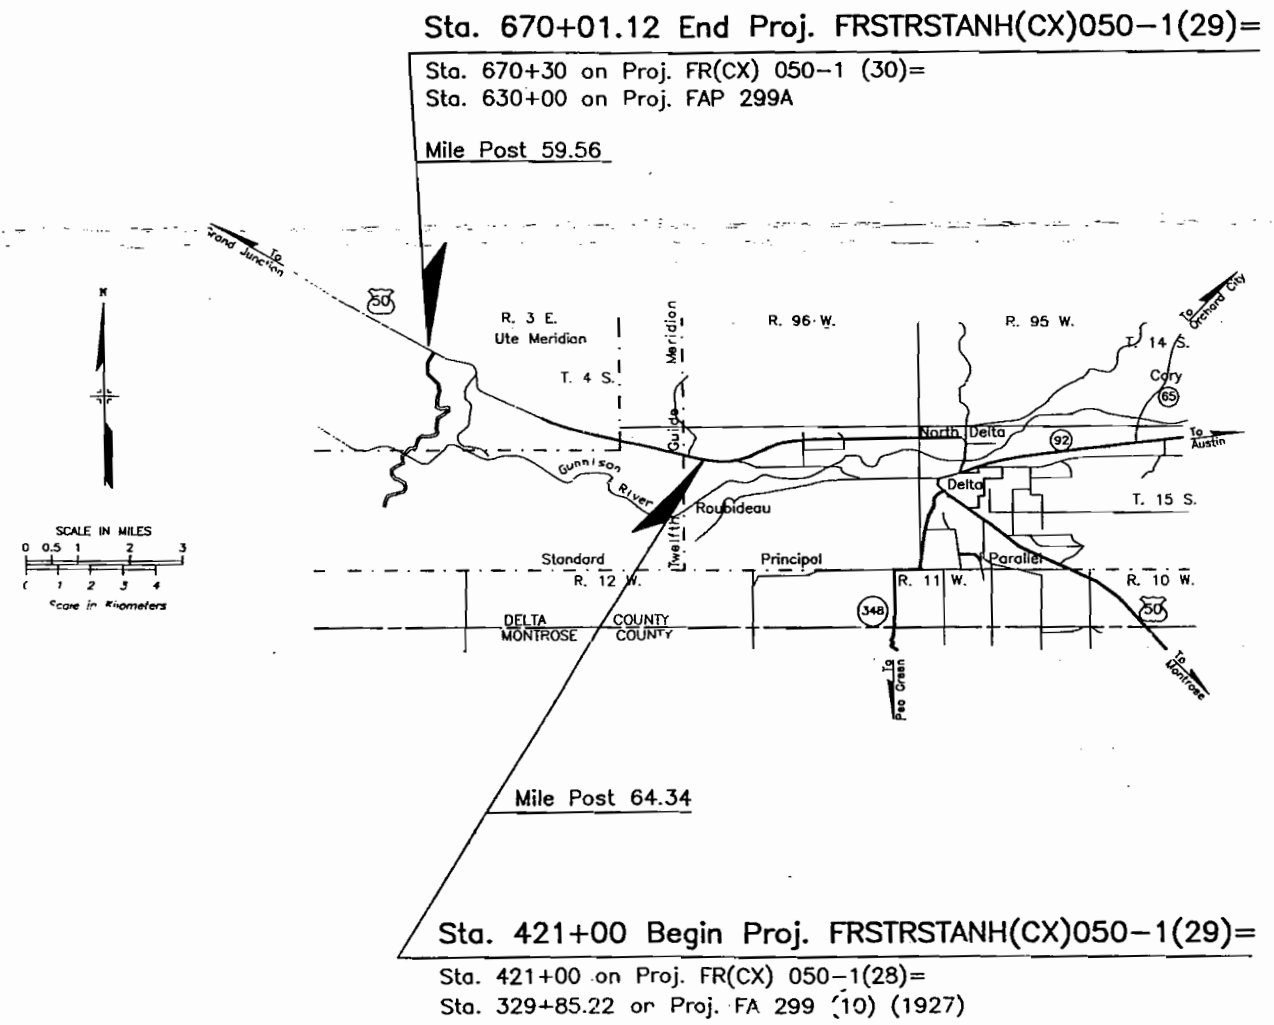 Sta. 670+01.12 End Proj. FRSTRSTANH(CX)050-1(29)=
Sta. 670+30 on Proj. FR(CX) 050-1 (30)=
Sta. 630+00 on Proj. FAP 299A
Mile Post 59.56
To
Grand Junction
50
N
R. 3 E.
Ute Meridian
T. 4 S.
Guide Meridian
Twelfth
R. 96 W.
R. 95 W.
To
Orchard City
T. 14 S.
Cory
65
North Delta
92
To
Austin
Gunnison
River
Delta
Roubideau
T. 15 S.
SCALE IN MILES
0 0.5 1 2 3
1 2 3 4
Scale in Kilometers
Standard
Principal
Parallel
R. 12 W.
R. 11 W.
R. 10 W.
348
50
DELTA COUNTY
MONTROSE COUNTY
To
Pea Green
To
Montrose
Mile Post 64.34
Sta. 421+00 Begin Proj. FRSTRSTANH(CX)050-1(29)=
Sta. 421+00 on Proj. FR(CX) 050-1(28)=
Sta. 329+85.22 on Proj. FA 299 (10) (1927)